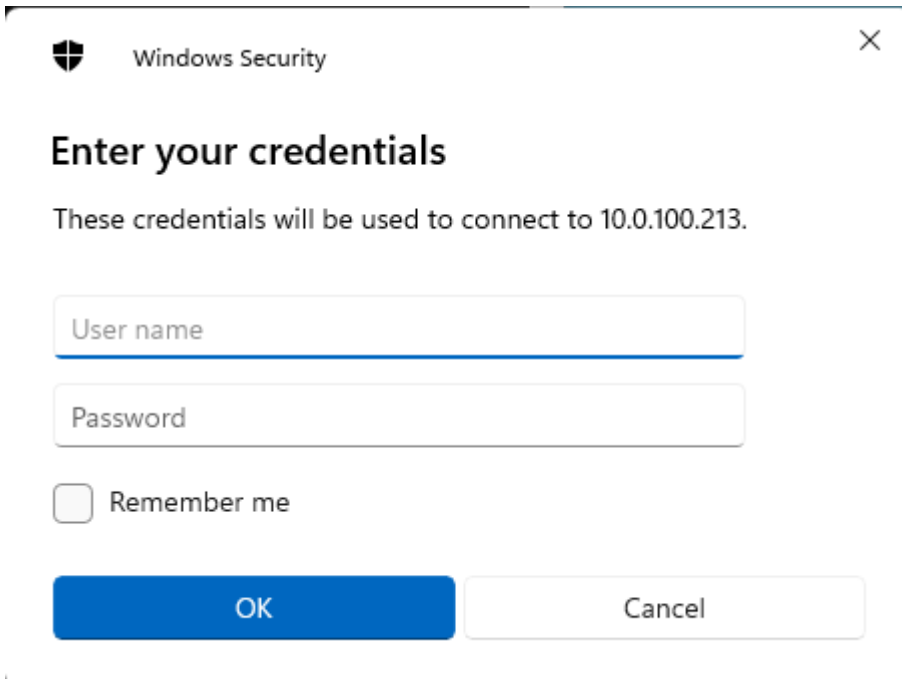 Windows Security
Enter your credentials
These credentials will be used to connect to 10.0.100.213.
User name
Password
Remember me
OK
Cancel